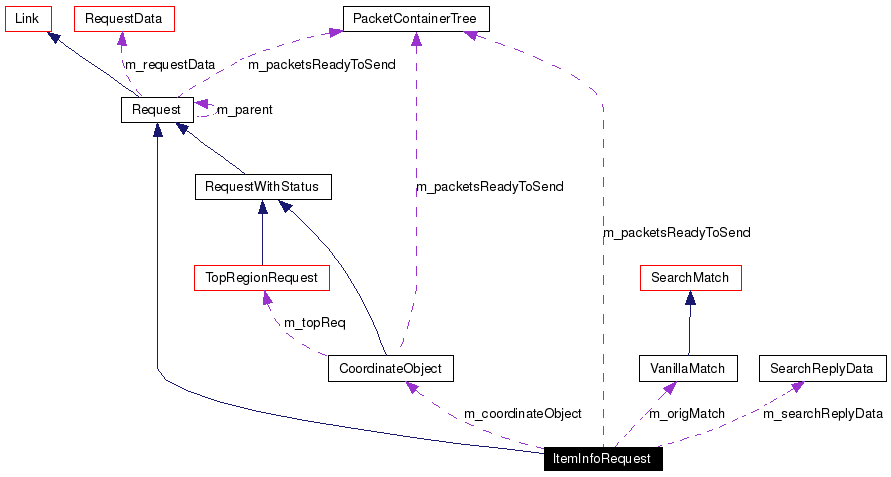 Link
RequestData
PacketContainerTree
m_requestData
m_packetsReadyToSend
Request
m_parent
RequestWithStatus
m_packetsReadyToSend
m_packetsReadyToSend
TopRegionRequest
SearchMatch
m_topReq
CoordinateObject
VanillaMatch
SearchReplyData
m_coordinateObject
m_origMatch
m_searchReplyData
ItemInfoRequest